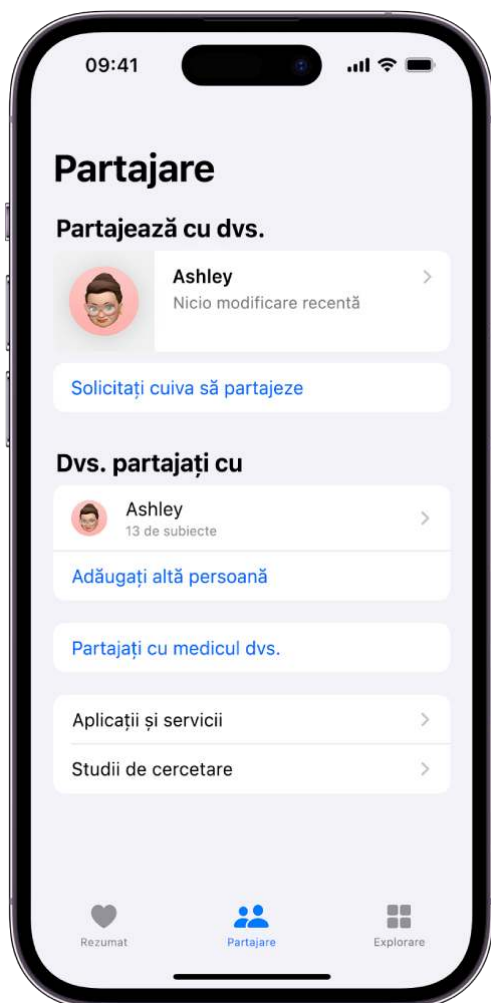 09:41
Partajare
Partajează cu dvs.
Ashley
Nicio modificare recentă
Solicitați cuiva să partajeze
Dvs. partajați cu
Ashley
13 de subiecte
Adăugați altă persoană
Partajați cu medicul dvs.
Aplicații și servicii
Studii de cercetare
Rezumat
Partajare
Explorare